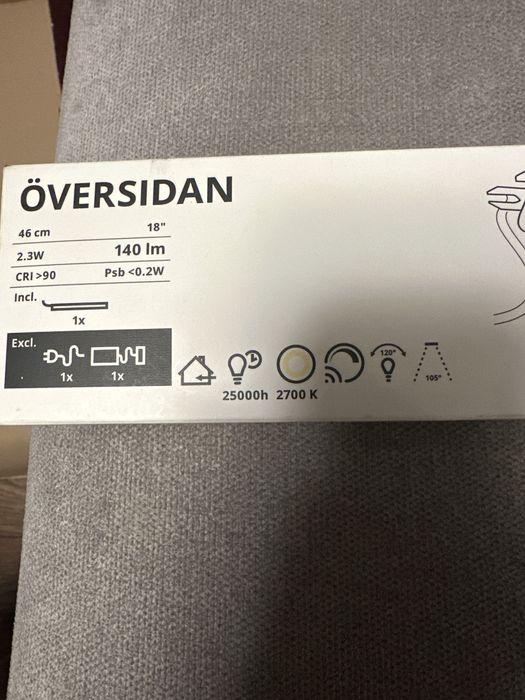 ÖVERSIDAN
46 cm 18"
2.3W 140 lm
CRI >90 Psb <0.2W
Incl.
1x
Excl.
1x 1x
120°
105°
25000h 2700 K